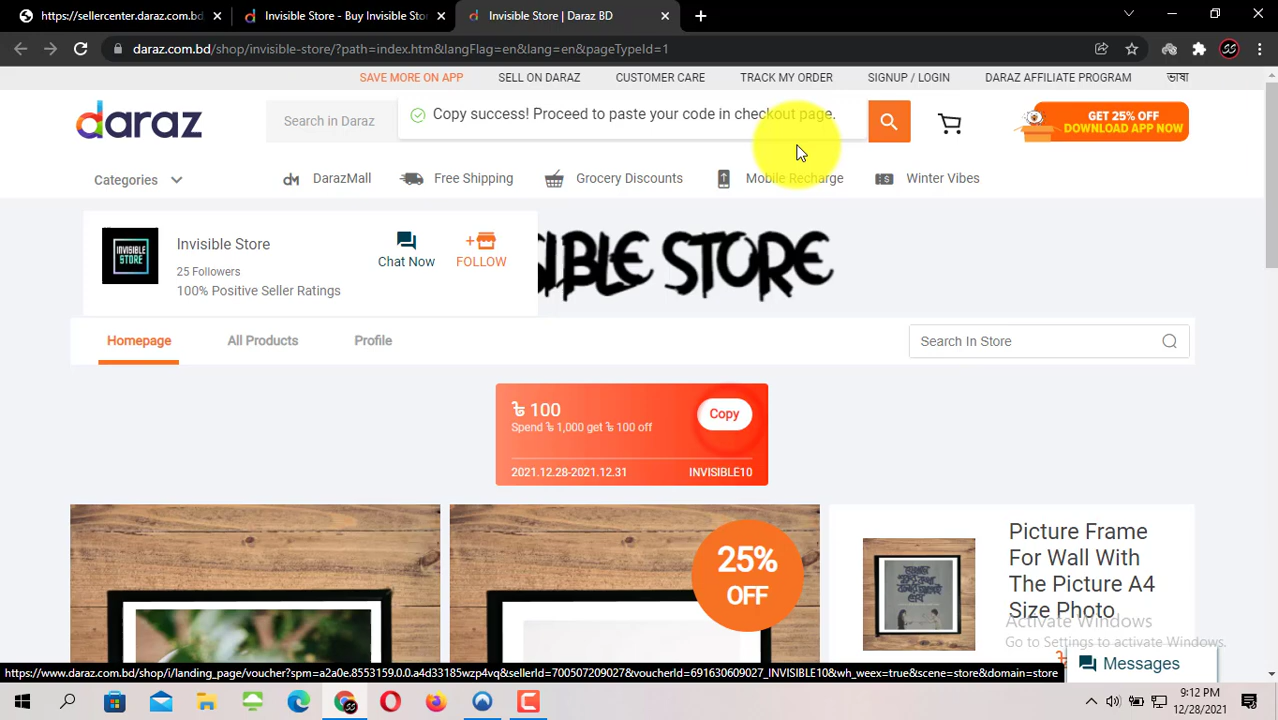 https://sellercenter.daraz.com.bd/
Invisible Store - Buy Invisible Sto
Invisible Store | Daraz BD
daraz.com.bd/shop/invisible-store/?path=index.htm&langFlag=en&lang=en&pageTypeId=1
SAVE MORE ON APP
SELL ON DARAZ
CUSTOMER CARE
TRACK MY ORDER
SIGNUP / LOGIN
DARAZ AFFILIATE PROGRAM
ভাষা
daraz
Search in Daraz
Copy success! Proceed to paste your code in checkout page.
GET 25% OFF
DOWNLOAD APP NOW
Categories
DarazMall
Free Shipping
Grocery Discounts
Mobile Recharge
Winter Vibes
INVISIBLE STORE
Invisible Store
25 Followers
100% Positive Seller Ratings
Chat Now
FOLLOW
IBLE STORE
Homepage
All Products
Profile
Search In Store
৳ 100
Spend ৳ 1,000 get ৳ 100 off
Copy
2021.12.28-2021.12.31
INVISIBLE10
25%
OFF
Picture Frame
For Wall With
The Picture A4
Size Photo
Activate Windows
Go to Settings to activate Windows.
Messages
https://www.daraz.com.bd/shop/i/landing_page/voucher?spm=a2a0e.8553159.0.0.a4d33185wzp4vq&sellerId=700507209027&voucherId=691630609027_INVISIBLE10&wh_weex=true&scene=store&domain=store
9:12 PM
12/28/2021